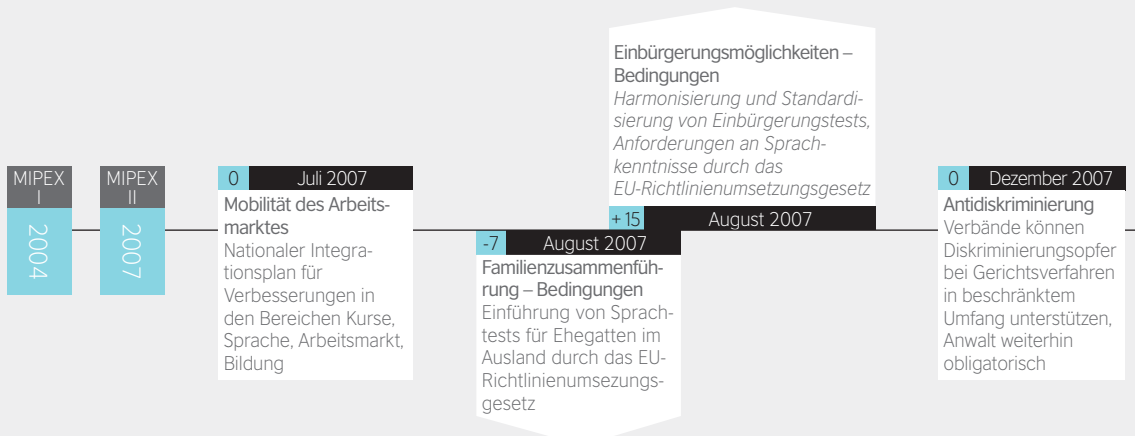 MIPEX
I
2004
MIPEX
II
2007
0 Juli 2007
Mobilität des Arbeits-
marktes
Nationaler Integra-
tionsplan für
Verbesserungen in
den Bereichen Kurse,
Sprache, Arbeitsmarkt,
Bildung
-7 August 2007
Familienzusammenfüh-
rung – Bedingungen
Einführung von Sprach-
tests für Ehegatten im
Ausland durch das EU-
Richtlinienumsezungs-
gesetz
Einbürgerungsmöglichkeiten –
Bedingungen
Harmonisierung und Standardi-
sierung von Einbürgerungstests,
Anforderungen an Sprach-
kenntnisse durch das
EU-Richtlinienumsetzungsgesetz
+ 15 August 2007
0 Dezember 2007
Antidiskriminierung
Verbände können
Diskriminierungsopfer
bei Gerichtsverfahren
in beschränktem
Umfang unterstützen,
Anwalt weiterhin
obligatorisch